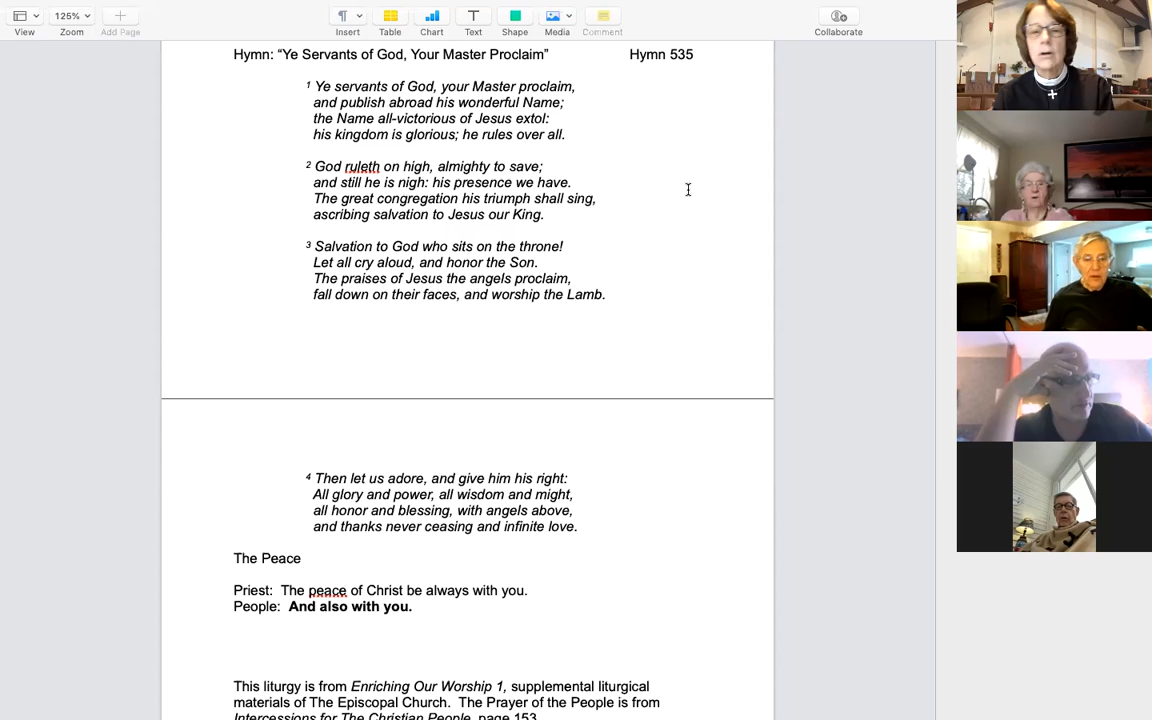 View
125%
Zoom
Add Page
Insert
Table
Chart
Text
Shape
Media
Comment
Collaborate
Hymn: “Ye Servants of God, Your Master Proclaim” Hymn 535
¹ Ye servants of God, your Master proclaim,
and publish abroad his wonderful Name;
the Name all-victorious of Jesus extol:
his kingdom is glorious; he rules over all.
² God ruleth on high, almighty to save;
and still he is nigh: his presence we have.
The great congregation his triumph shall sing,
ascribing salvation to Jesus our King.
³ Salvation to God who sits on the throne!
Let all cry aloud, and honor the Son.
The praises of Jesus the angels proclaim,
fall down on their faces, and worship the Lamb.
⁴ Then let us adore, and give him his right:
All glory and power, all wisdom and might,
all honor and blessing, with angels above,
and thanks never ceasing and infinite love.
The Peace
Priest: The peace of Christ be always with you.
People: And also with you.
This liturgy is from Enriching Our Worship 1, supplemental liturgical
materials of The Episcopal Church. The Prayer of the People is from
Intercessions for The Christian People, page 153.